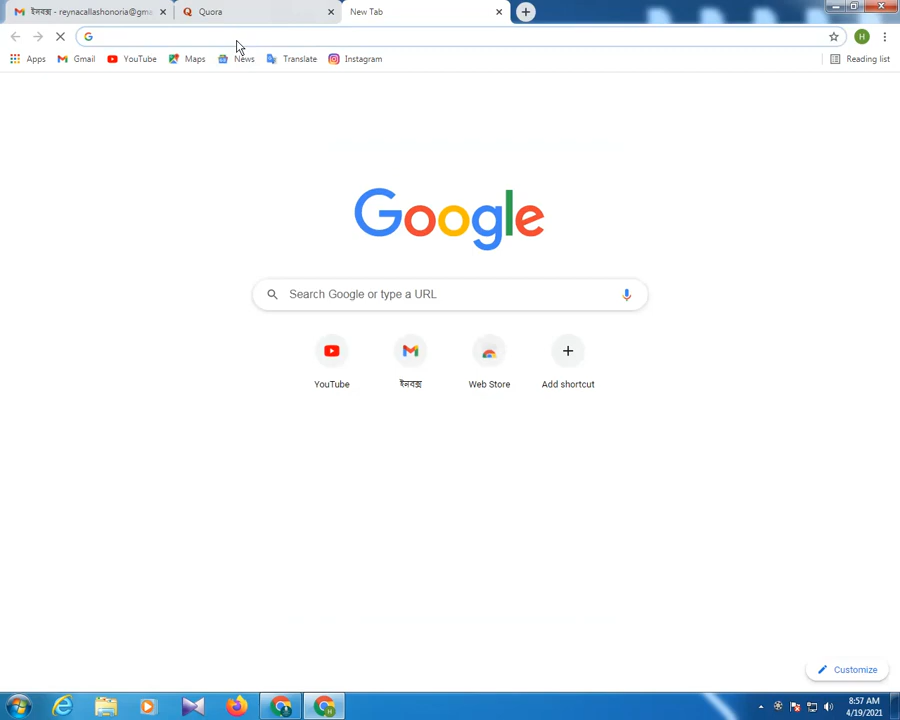 ইনবক্স - reynacallashonoria@gma
Quora
New Tab
Apps
Gmail
YouTube
Maps
News
Translate
Instagram
Reading list
Google
Search Google or type a URL
YouTube
ইনবক্স
Web Store
Add shortcut
Customize
8:57 AM
4/19/2021